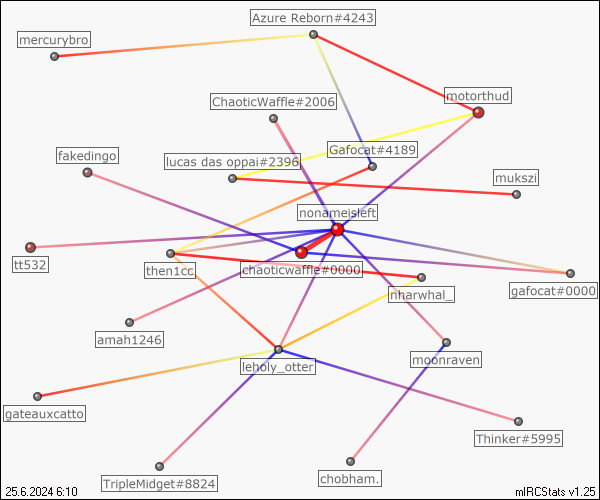 Azure Reborn#4243
mercurybro
motorthud
ChaoticWaffle#2006
Gafocat#4189
fakedingo
lucas das oppai#2396
mukszi
nonameisleft
tt532
then1cc
chaoticwaffle#0000
gafocat#0000
nharwhal_
amah1246
moonraven
leholy_otter
gateauxcatto
Thinker#5995
TripleMidget#8824
chobham.
25.6.2024 6:10
mIRCStats v1.25